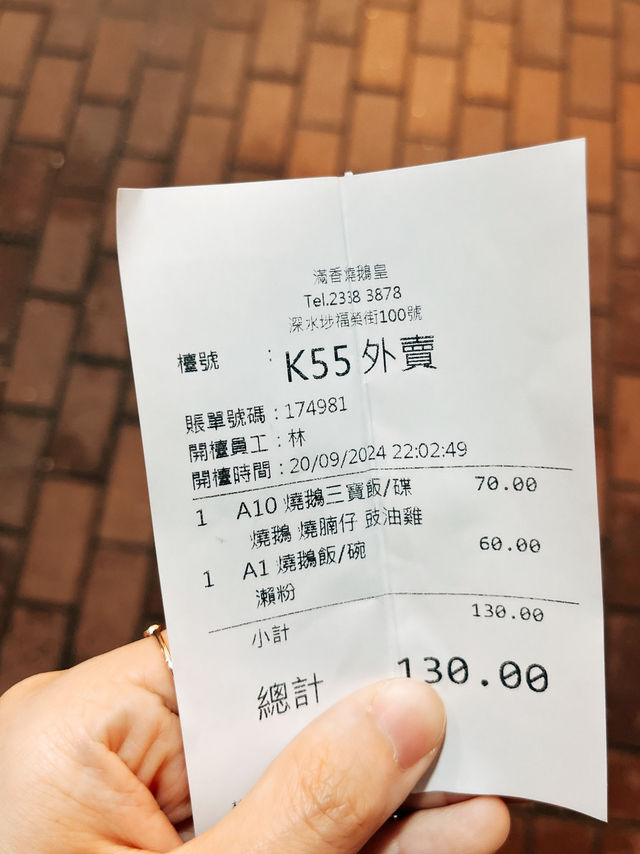 滿香燒鵝皇
Tel.2338 3878
深水埗福榮街100號
檯號 : K55 外賣
賬單號碼 : 174981
開檯員工 : 林
開檯時間 : 20/09/2024 22:02:49
1 A10 燒鵝三寶飯/碟 70.00
燒鵝 燒腩仔 豉油雞
1 A1 燒鵝飯/碗 60.00
瀨粉
小計 130.00
總計 130.00